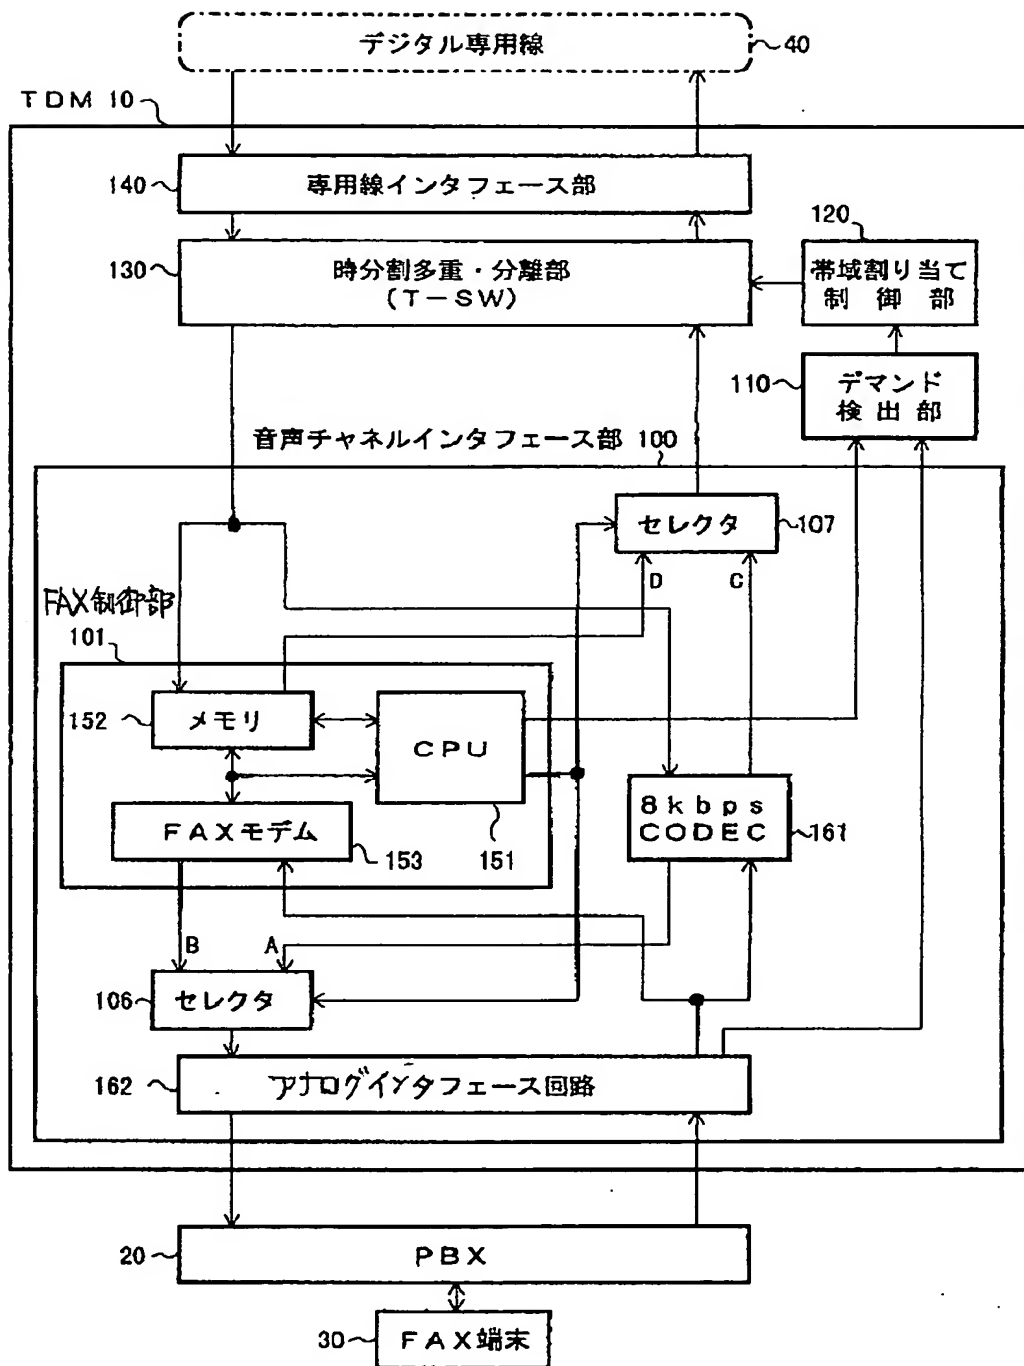 デジタル専用線
40
TDM 10
140
専用線インタフェース部
130
時分割多重・分離部
(T-SW)
120
帯域割り当て
制御部
110
デマンド
検出部
音声チャネルインタフェース部 100
セレクタ
107
D
C
FAX制御部
101
152
メモリ
CPU
FAXモデム
153
151
8kbps
CODEC
161
B
A
106
セレクタ
162
アナログインタフェース回路
20
PBX
30
FAX端末